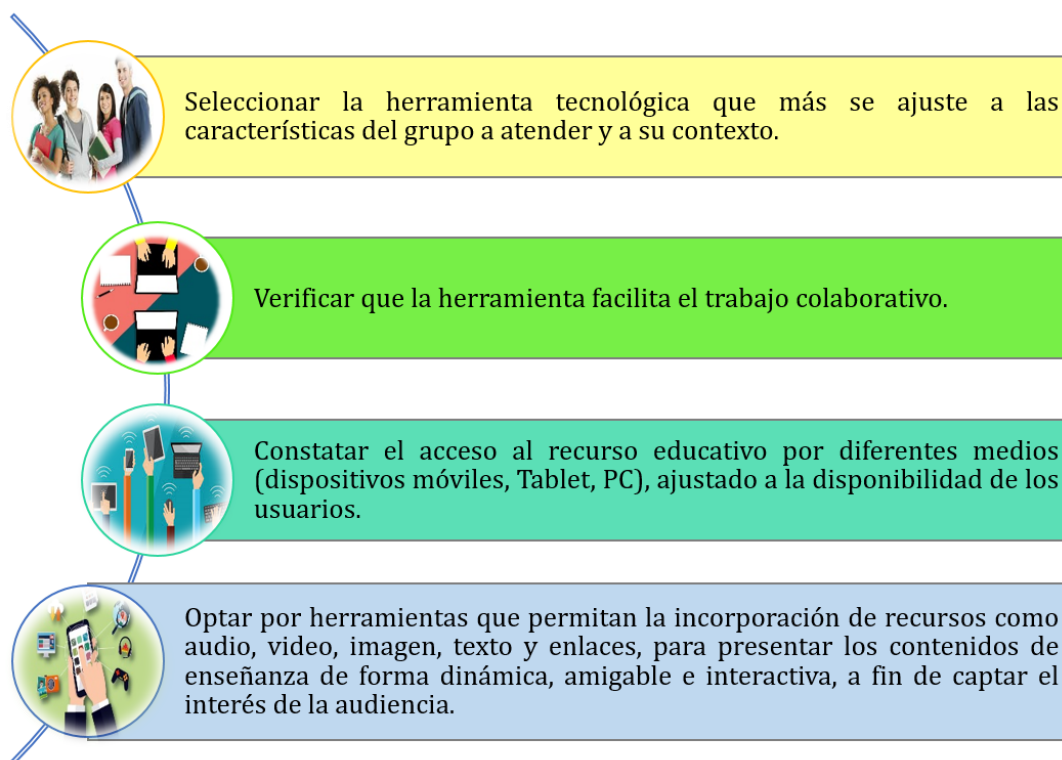 Seleccionar la herramienta tecnológica que más se ajuste a las
características del grupo a atender y a su contexto.
Verificar que la herramienta facilita el trabajo colaborativo.
Constatar el acceso al recurso educativo por diferentes medios
(dispositivos móviles, Tablet, PC), ajustado a la disponibilidad de los
usuarios.
Optar por herramientas que permitan la incorporación de recursos como
audio, video, imagen, texto y enlaces, para presentar los contenidos de
enseñanza de forma dinámica, amigable e interactiva, a fin de captar el
interés de la audiencia.